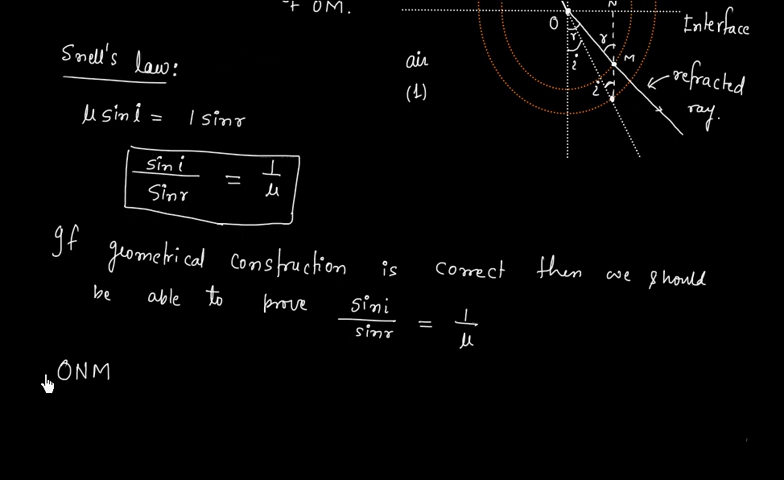 + OM.
O
N
Interface
r
r
M
i
i
air
(1)
refracted
ray.
Snell's law:
μ sin i = 1 sin r
sin i / sin r = 1 / μ
If geometrical construction is correct then we should
be able to prove sin i / sin r = 1 / μ
ONM